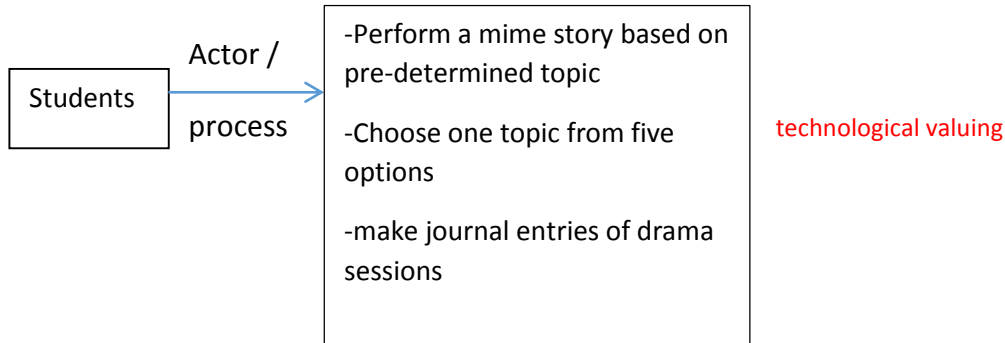 Students
Actor /
process
-Perform a mime story based on
pre-determined topic
-Choose one topic from five
options
-make journal entries of drama
sessions
technological valuing